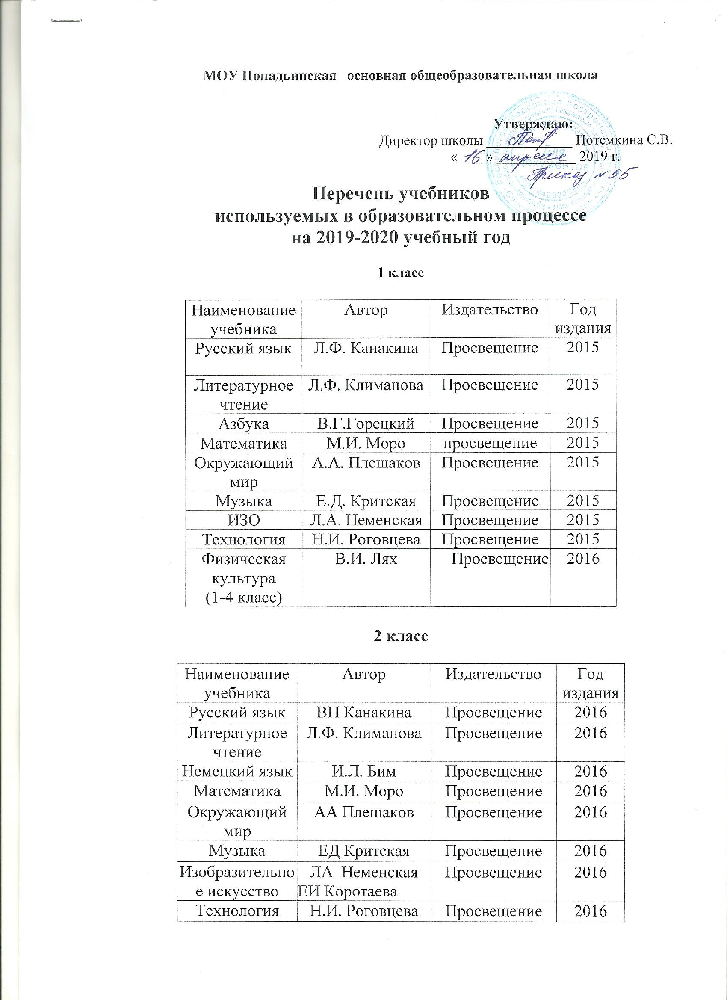 МОУ Попадьинская основная общеобразовательная школа
Утверждаю:
Директор школы Потемкина С.В.
« 16 » апреля 2019 г.
Приказ №55
Для
документов
Перечень учебников
используемых в образовательном процессе
на 2019-2020 учебный год
1 класс
Наименование учебника Автор Издательство Год издания
Русский язык Л.Ф. Канакина Просвещение 2015
Литературное чтение Л.Ф. Климанова Просвещение 2015
Азбука В.Г.Горецкий Просвещение 2015
Математика М.И. Моро просвещение 2015
Окружающий мир А.А. Плешаков Просвещение 2015
Музыка Е.Д. Критская Просвещение 2015
ИЗО Л.А. Неменская Просвещение 2015
Технология Н.И. Роговцева Просвещение 2015
Физическая культура (1-4 класс) В.И. Лях Просвещение 2016
2 класс
Наименование учебника Автор Издательство Год издания
Русский язык ВП Канакина Просвещение 2016
Литературное чтение Л.Ф. Климанова Просвещение 2016
Немецкий язык И.Л. Бим Просвещение 2016
Математика М.И. Моро Просвещение 2016
Окружающий мир АА Плешаков Просвещение 2016
Музыка ЕД Критская Просвещение 2016
Изобразительно
е искусство ЛА Неменская ЕИ Коротаева Просвещение 2016
Технология Н.И. Роговцева Просвещение 2016